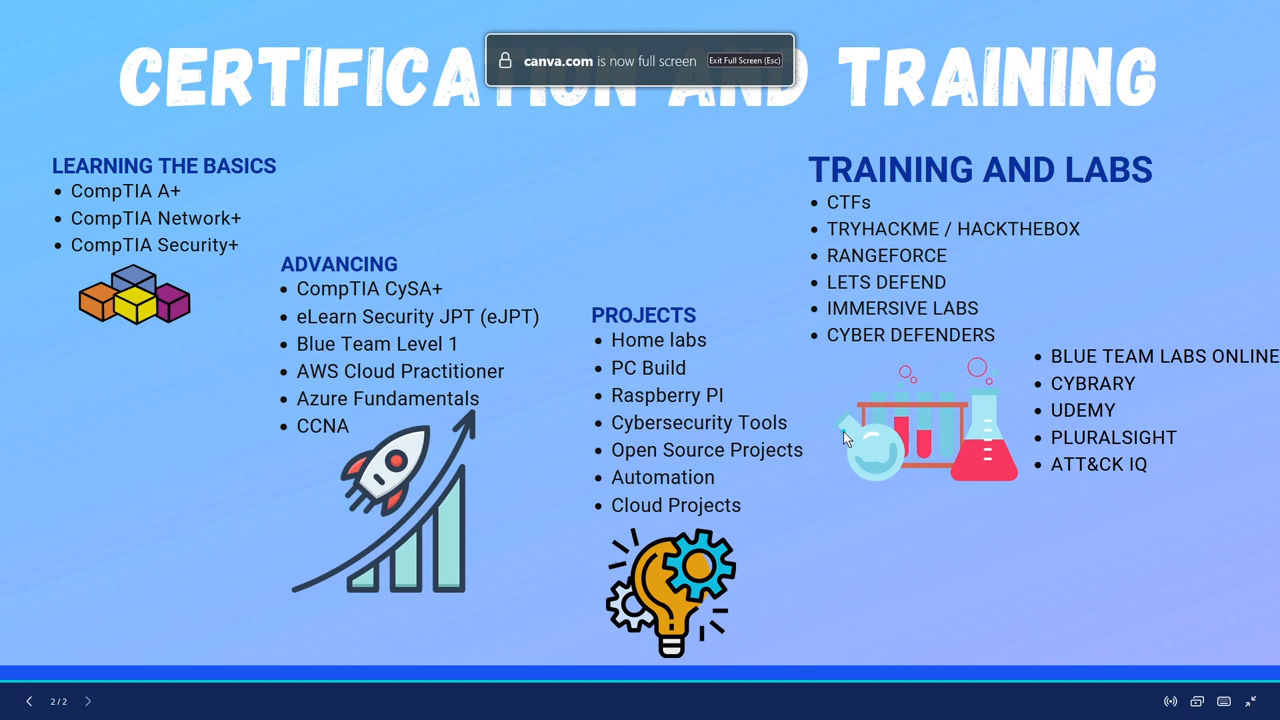 CERTIFICATION AND TRAINING
canva.com is now full screen Exit Full Screen (Esc)
LEARNING THE BASICS
• CompTIA A+
• CompTIA Network+
• CompTIA Security+
ADVANCING
• CompTIA CySA+
• eLearn Security JPT (eJPT)
• Blue Team Level 1
• AWS Cloud Practitioner
• Azure Fundamentals
• CCNA
PROJECTS
• Home labs
• PC Build
• Raspberry PI
• Cybersecurity Tools
• Open Source Projects
• Automation
• Cloud Projects
TRAINING AND LABS
• CTFs
• TRYHACKME / HACKTHEBOX
• RANGEFORCE
• LETS DEFEND
• IMMERSIVE LABS
• CYBER DEFENDERS
• BLUE TEAM LABS ONLINE
• CYBRARY
• UDEMY
• PLURALSIGHT
• ATT&CK IQ
2 / 2